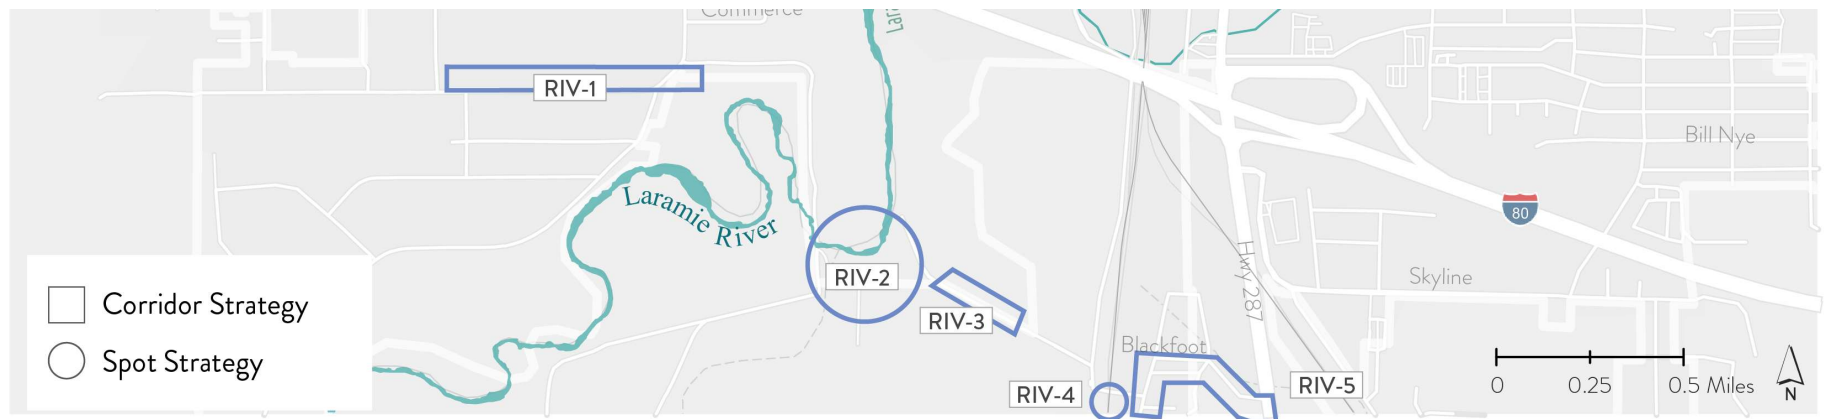 Commerce
Lara
RIV-1
Bill Nye
Laramie River
80
Hwy 287
RIV-2
Skyline
RIV-3
Blackfoot
RIV-4
RIV-5
Corridor Strategy
Spot Strategy
0 0.25 0.5 Miles
N